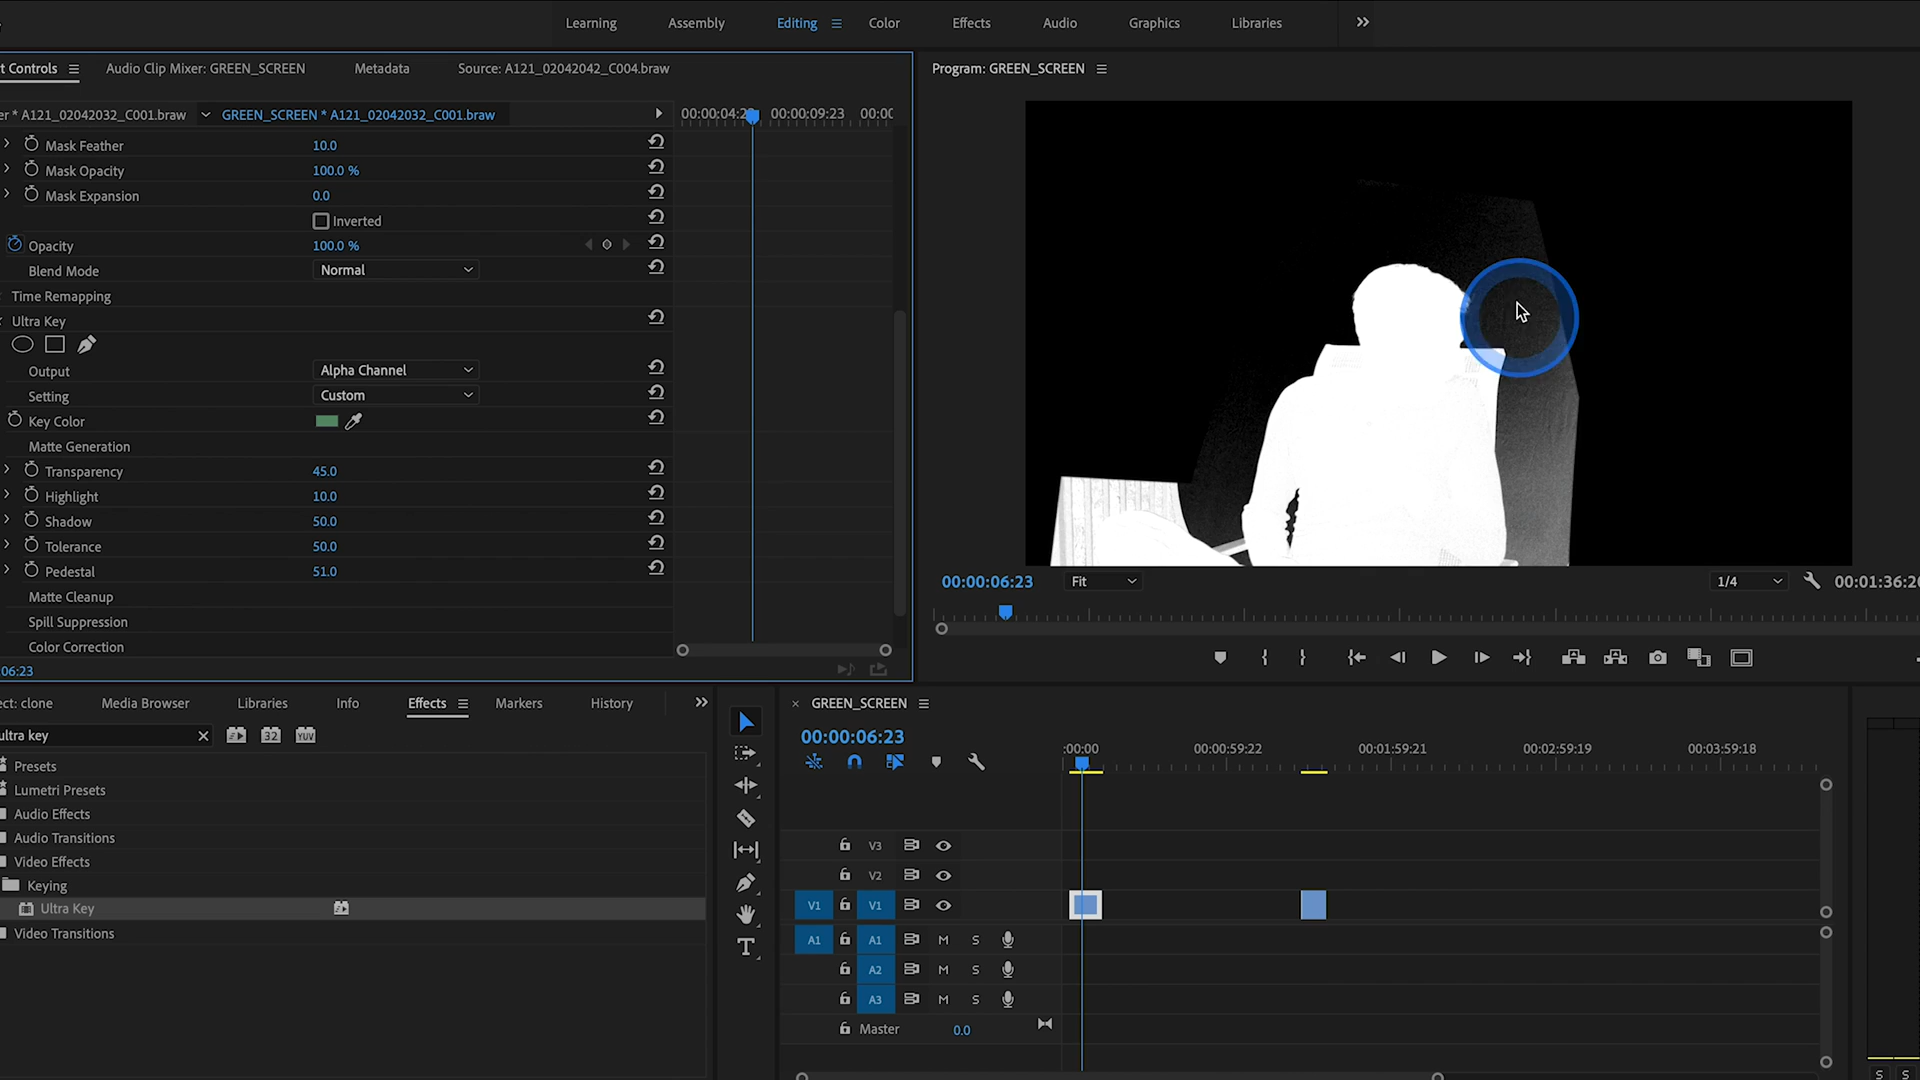 Learning Assembly Editing Color Effects Audio Graphics Libraries
t Controls Audio Clip Mixer: GREEN_SCREEN Metadata Source: A121_02042042_C004.braw
Program: GREEN_SCREEN
er * A121_02042032_C001.braw GREEN_SCREEN * A121_02042032_C001.braw
00:00:04:2 00:00:09:23 00:00
Mask Feather 10.0
Mask Opacity 100.0 %
Mask Expansion 0.0
Inverted
Opacity 100.0 %
Blend Mode Normal
Time Remapping
Ultra Key
Output Alpha Channel
Setting Custom
Key Color
Matte Generation
Transparency 45.0
Highlight 10.0
Shadow 50.0
Tolerance 50.0
Pedestal 51.0
Matte Cleanup
Spill Suppression
Color Correction
06:23
00:00:06:23 Fit 1/4 00:01:36:20
ect: clone Media Browser Libraries Info Effects Markers History
ultra key
32 YUV
Presets
Lumetri Presets
Audio Effects
Audio Transitions
Video Effects
Keying
Ultra Key
Video Transitions
GREEN_SCREEN
00:00:06:23
:00:00 00:00:59:22 00:01:59:21 00:02:59:19 00:03:59:18
V3
V2
V1 V1
A1 A1 M S
A2 M S
A3 M S
Master 0.0
S S